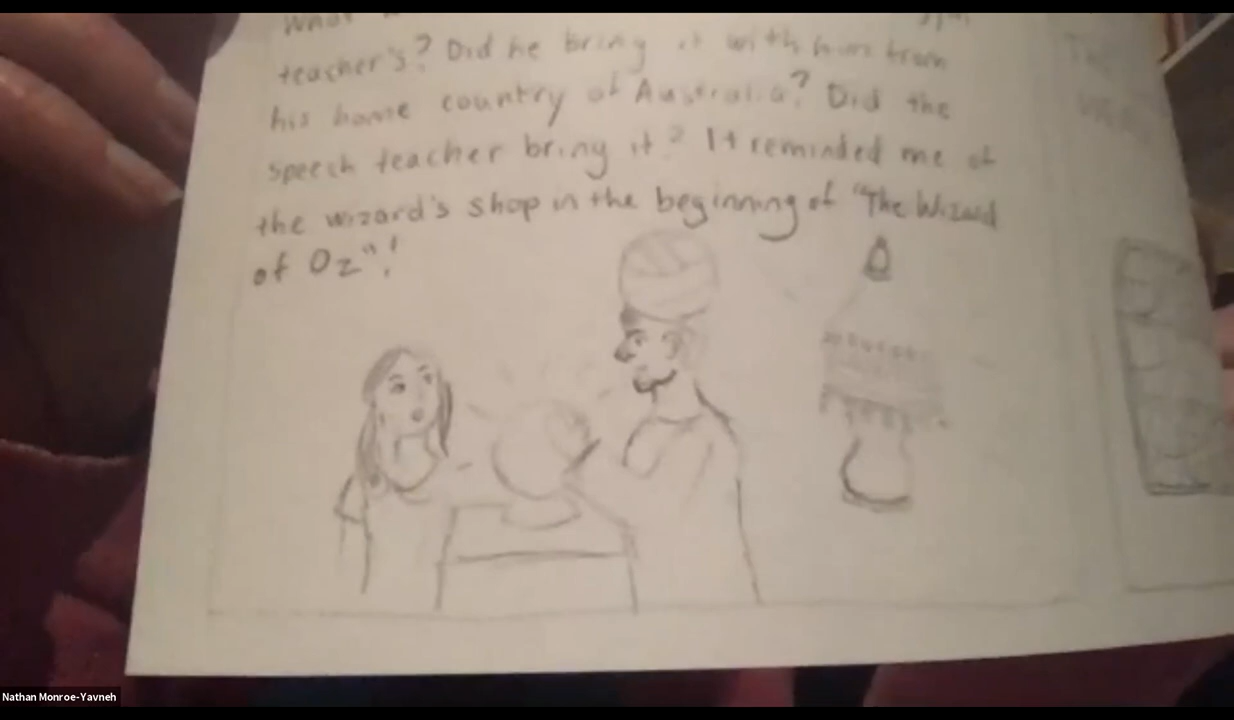 What
teacher's? Did he bring it with him from
his home country of Australia? Did the
speech teacher bring it? It reminded me of
the wizard's shop in the beginning of "The Wizard
of Oz"!
Nathan Monroe-Yavneh